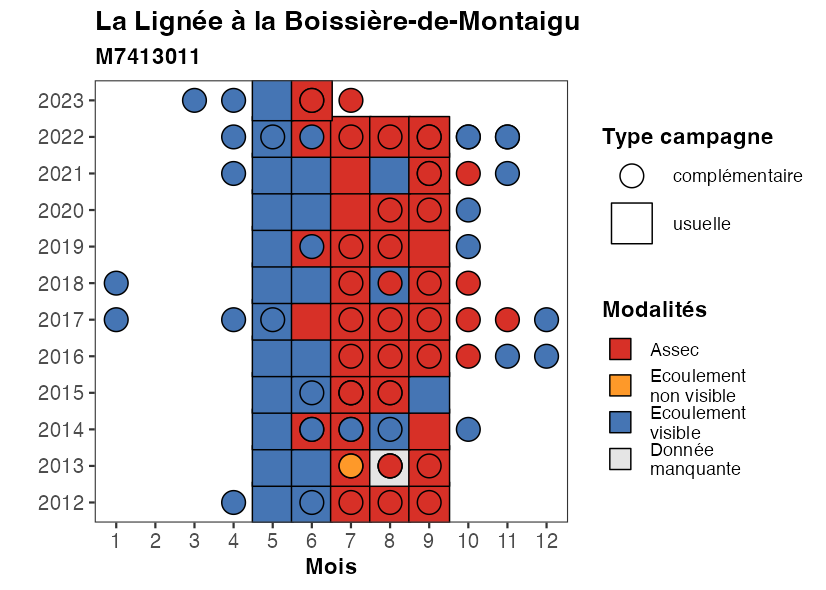 La Lignée à la Boissière-de-Montaigu
M7413011
2023
2022
2021
2020
2019
2018
2017
2016
2015
2014
2013
2012
1 2 3 4 5 6 7 8 9 10 11 12
Mois
Type campagne
complémentaire
usuelle
Modalités
Assec
Ecoulement
non visible
Ecoulement
visible
Donnée
manquante